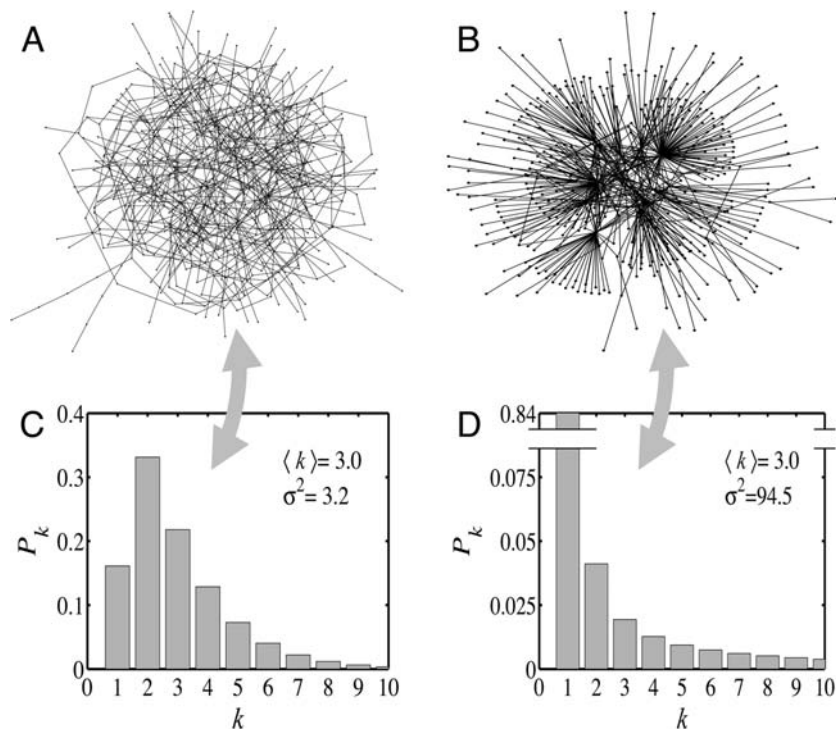 A
B
C
0.4
0.3
0.2
0.1
0
P_k
⟨ k ⟩= 3.0
σ²= 3.2
0 1 2 3 4 5 6 7 8 9 10
k
D
0.84
0.075
0.05
0.025
0
P_k
⟨ k ⟩= 3.0
σ²=94.5
0 1 2 3 4 5 6 7 8 9 10
k